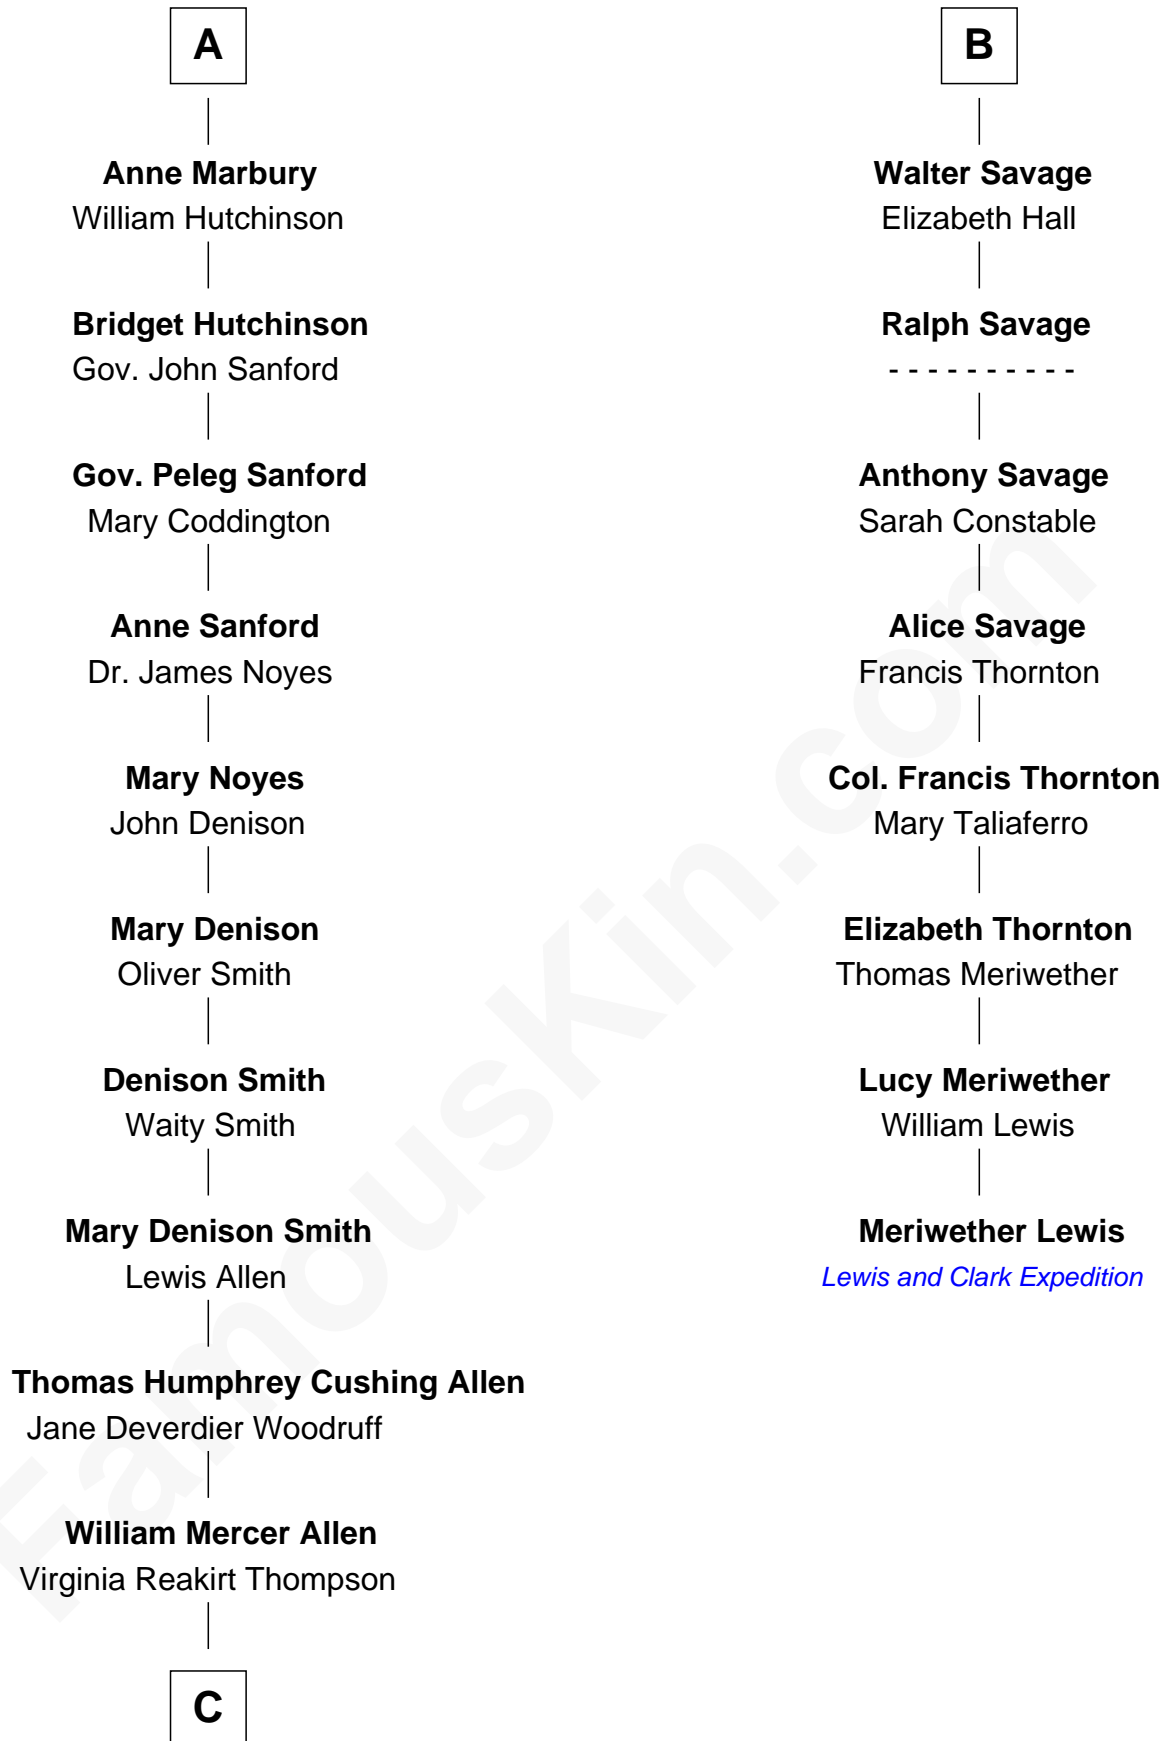 A
Anne Marbury
William Hutchinson
Bridget Hutchinson
Gov. John Sanford
Gov. Peleg Sanford
Mary Coddington
Anne Sanford
Dr. James Noyes
Mary Noyes
John Denison
Mary Denison
Oliver Smith
Denison Smith
Waity Smith
Mary Denison Smith
Lewis Allen
Thomas Humphrey Cushing Allen
Jane Deverdier Woodruff
William Mercer Allen
Virginia Reakirt Thompson
C
B
Walter Savage
Elizabeth Hall
Ralph Savage
- - - - - - - - - -
Anthony Savage
Sarah Constable
Alice Savage
Francis Thornton
Col. Francis Thornton
Mary Taliaferro
Elizabeth Thornton
Thomas Meriwether
Lucy Meriwether
William Lewis
Meriwether Lewis
Lewis and Clark Expedition
FamousKin.com